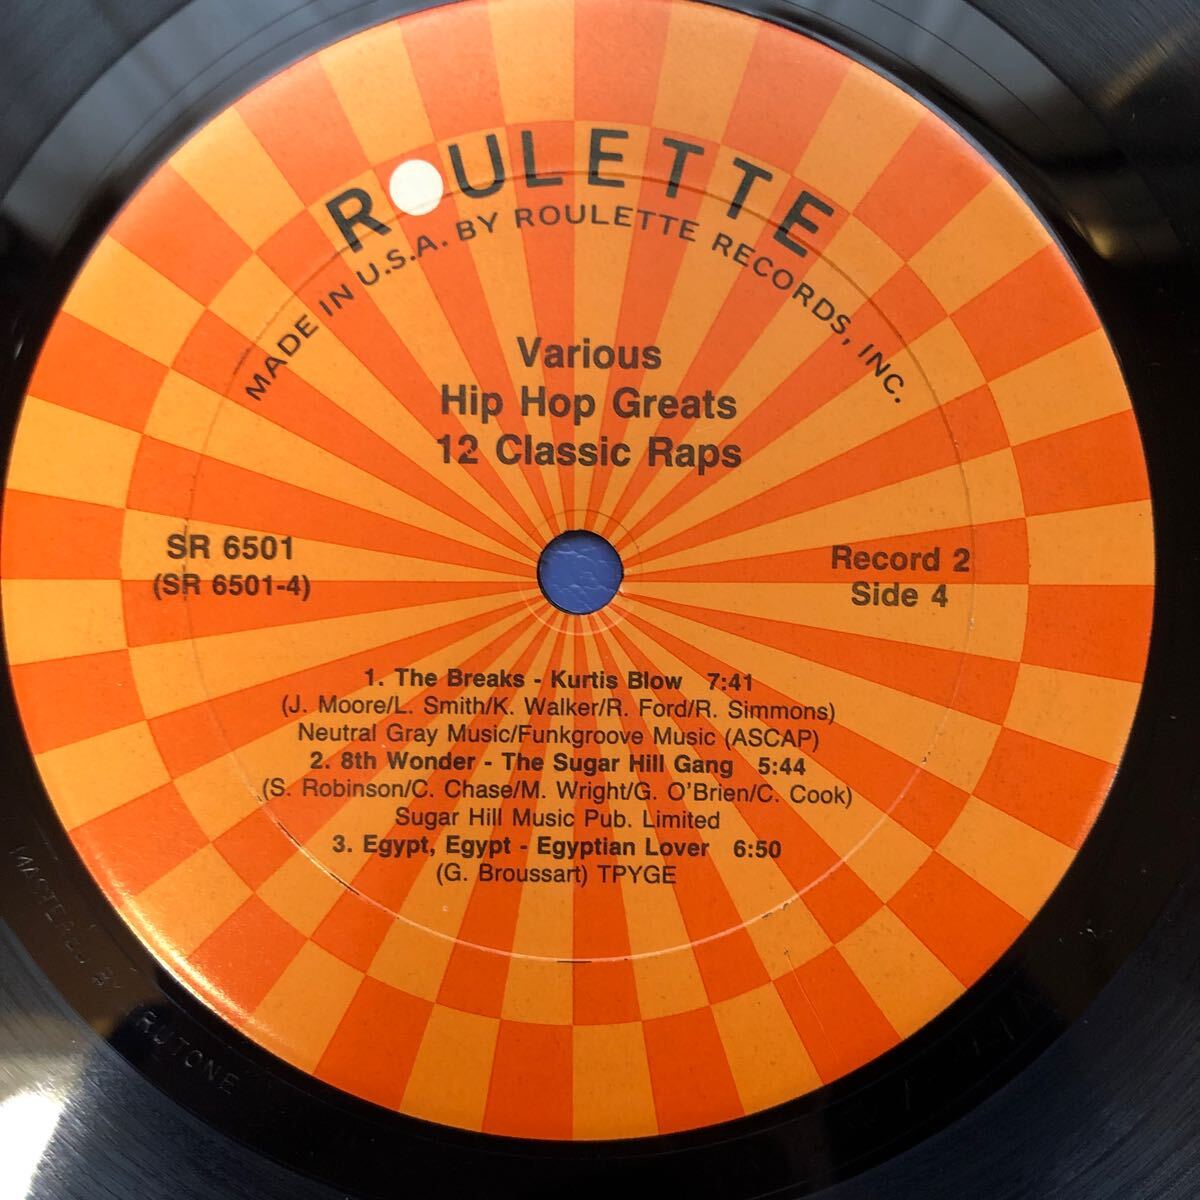 ROULETTE
MADE IN U.S.A. BY ROULETTE RECORDS, INC.
Various
Hip Hop Greats
12 Classic Raps
SR 6501
(SR 6501-4)
Record 2
Side 4
1. The Breaks - Kurtis Blow 7:41
(J. Moore/L. Smith/K. Walker/R. Ford/R. Simmons)
Neutral Gray Music/Funkgroove Music (ASCAP)
2. 8th Wonder - The Sugar Hill Gang 5:44
(S. Robinson/C. Chase/M. Wright/G. O'Brien/C. Cook)
Sugar Hill Music Pub. Limited
3. Egypt, Egypt - Egyptian Lover 6:50
(G. Broussart) TPYGE
MASTERED BY
RUTONE